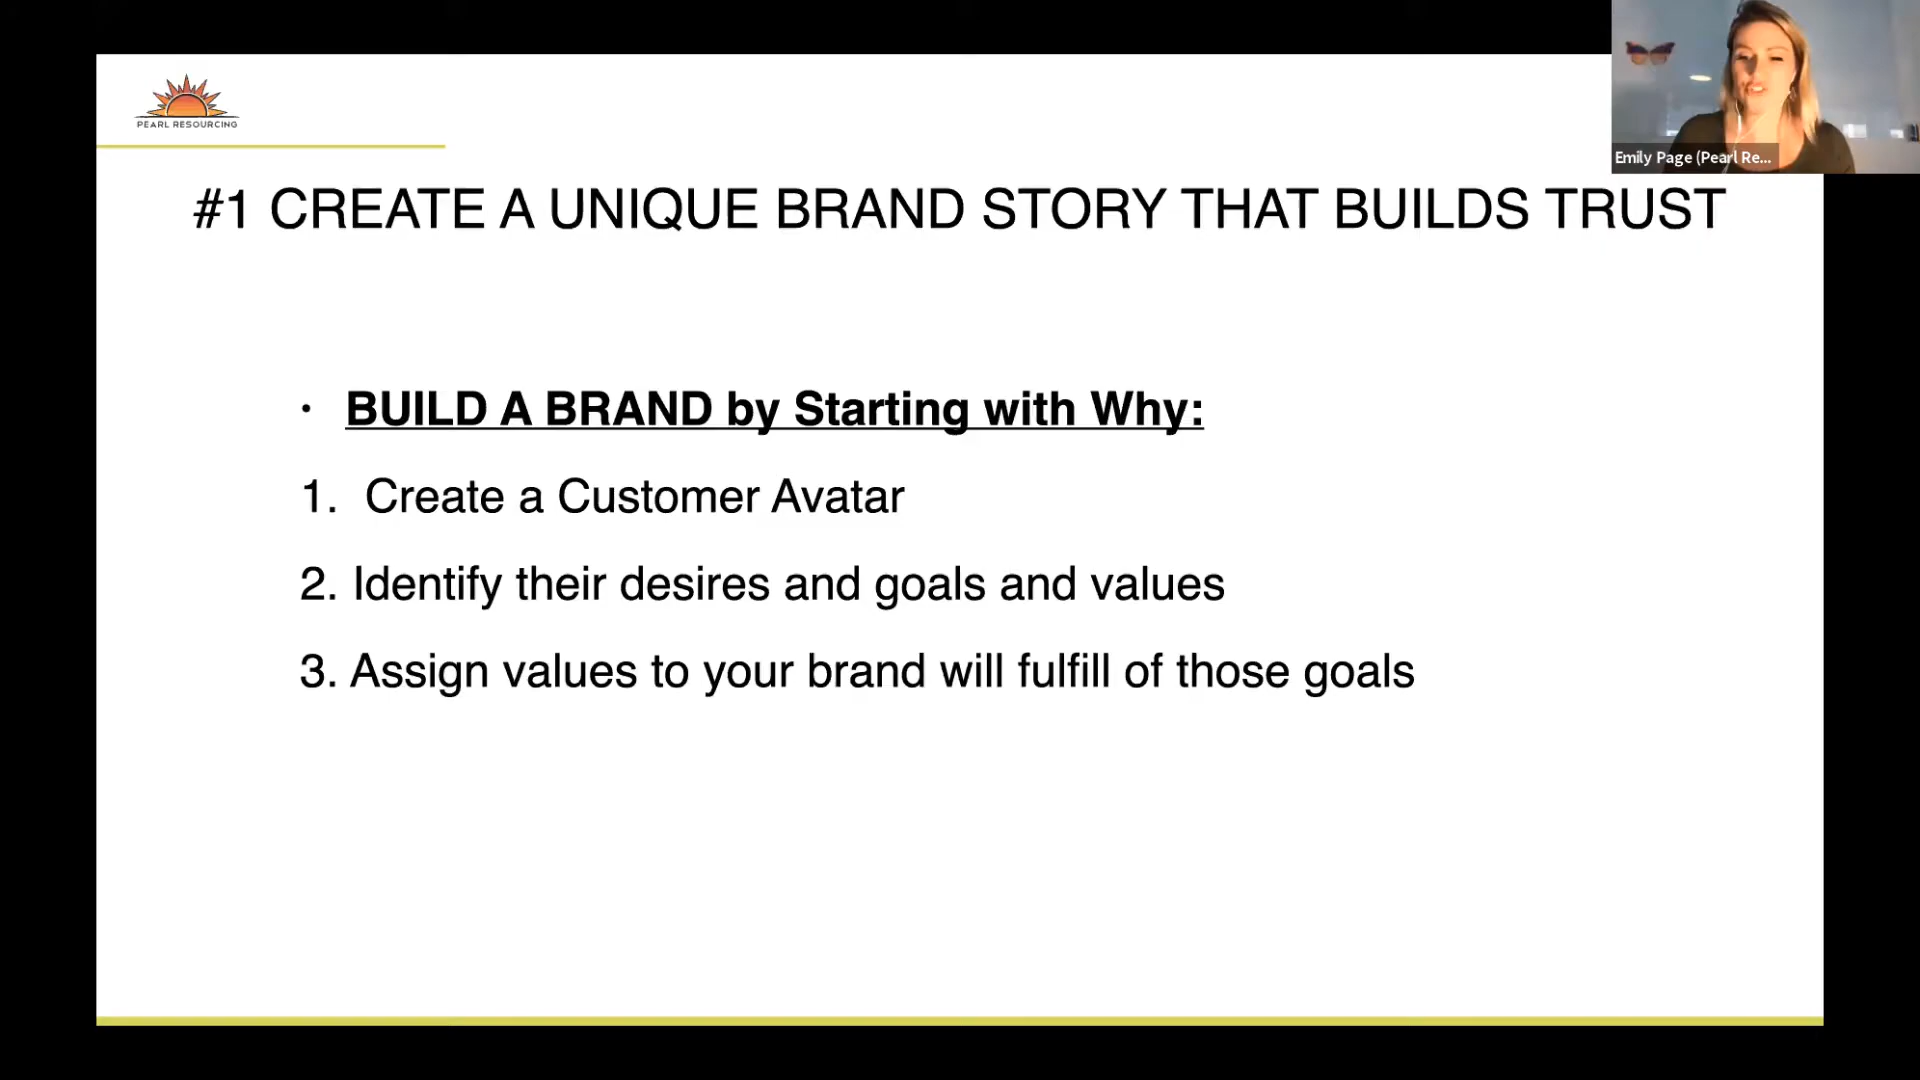 PEARL RESOURCING
Emily Page (Pearl Re...
#1 CREATE A UNIQUE BRAND STORY THAT BUILDS TRUST
• BUILD A BRAND by Starting with Why:
1. Create a Customer Avatar
2. Identify their desires and goals and values
3. Assign values to your brand will fulfill of those goals